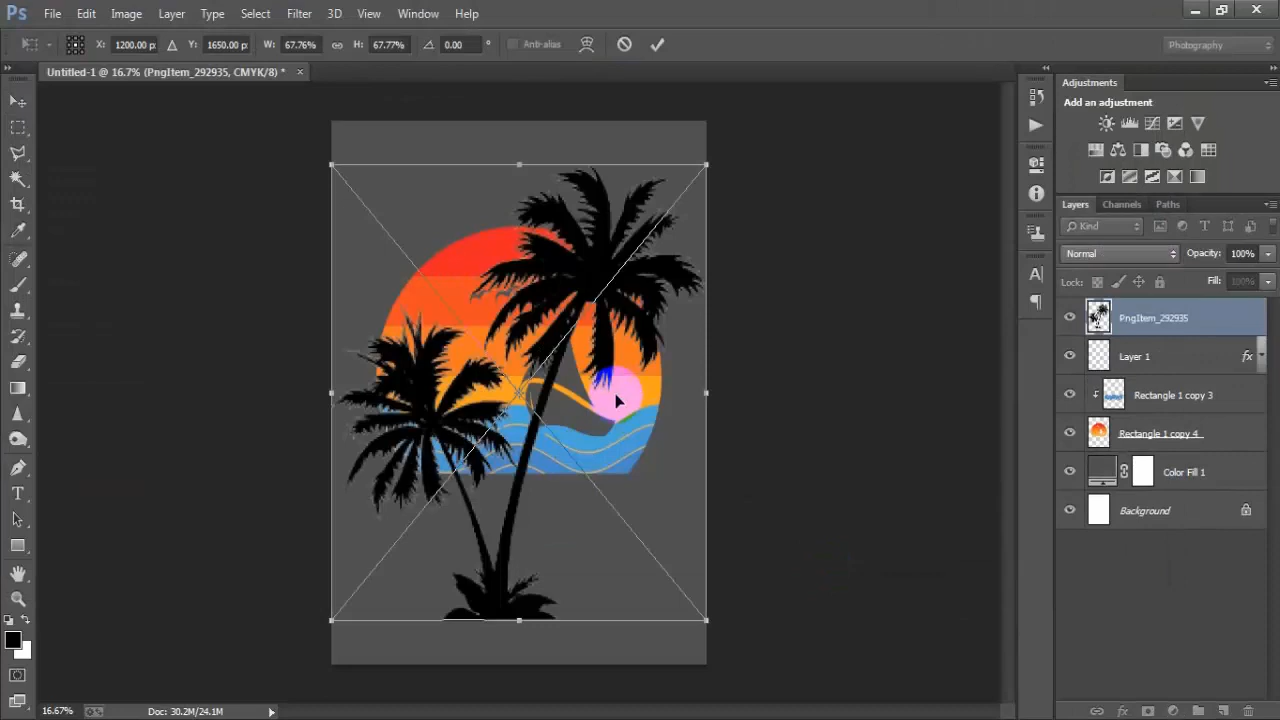 Ps File Edit Image Layer Type Select Filter 3D View Window Help
X: 1200.00 p Y: 1650.00 p W: 67.76% H: 67.77% 0.00 ° Anti-alias Photography
Untitled-1 @ 16.7% (PngItem_292935, CMYK/8) * ×
Adjustments
Add an adjustment
Layers Channels Paths
Kind
Normal Opacity: 100%
Lock: Fill: 100%
PngItem_292935
Layer 1 fx
Rectangle 1 copy 3
Rectangle 1 copy 4
Color Fill 1
Background
16.67% Doc: 30.2M/24.1M